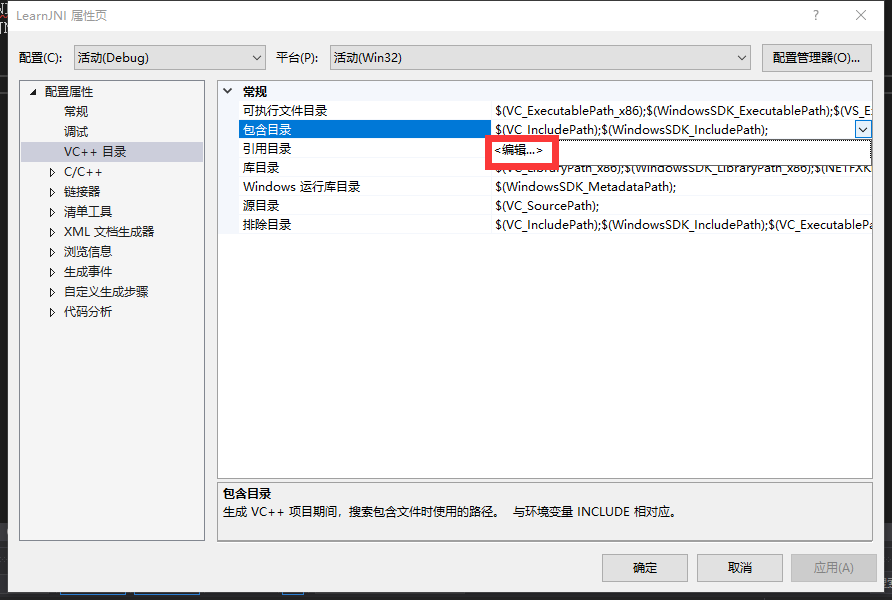 LearnJNI 属性页
配置(C): 活动(Debug) 平台(P): 活动(Win32) 配置管理器(O)...
配置属性
常规
调试
VC++ 目录
C/C++
链接器
清单工具
XML 文档生成器
浏览信息
生成事件
自定义生成步骤
代码分析
常规
可执行文件目录 $(VC_ExecutablePath_x86);$(WindowsSDK_ExecutablePath);$(VS_E
包含目录 $(VC_IncludePath);$(WindowsSDK_IncludePath);
引用目录 <编辑...>
库目录 $(VC_LibraryPath_x86);$(WindowsSDK_LibraryPath_x86);$(NETFXK
Windows 运行库目录 $(WindowsSDK_MetadataPath);
源目录 $(VC_SourcePath);
排除目录 $(VC_IncludePath);$(WindowsSDK_IncludePath);$(VC_ExecutablePa
包含目录
生成 VC++ 项目期间，搜索包含文件时使用的路径。 与环境变量 INCLUDE 相对应。
确定 取消 应用(A)